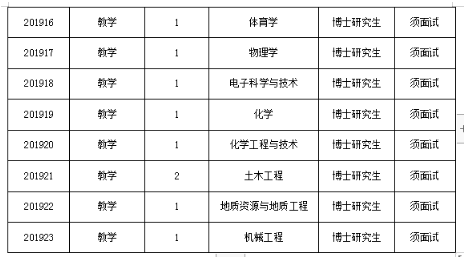 201916 教学 1 体育学 博士研究生 须面试
201917 教学 1 物理学 博士研究生 须面试
201918 教学 1 电子科学与技术 博士研究生 须面试
201919 教学 1 化学 博士研究生 须面试
201920 教学 1 化学工程与技术 博士研究生 须面试
201921 教学 2 土木工程 博士研究生 须面试
201922 教学 1 地质资源与地质工程 博士研究生 须面试
201923 教学 1 机械工程 博士研究生 须面试